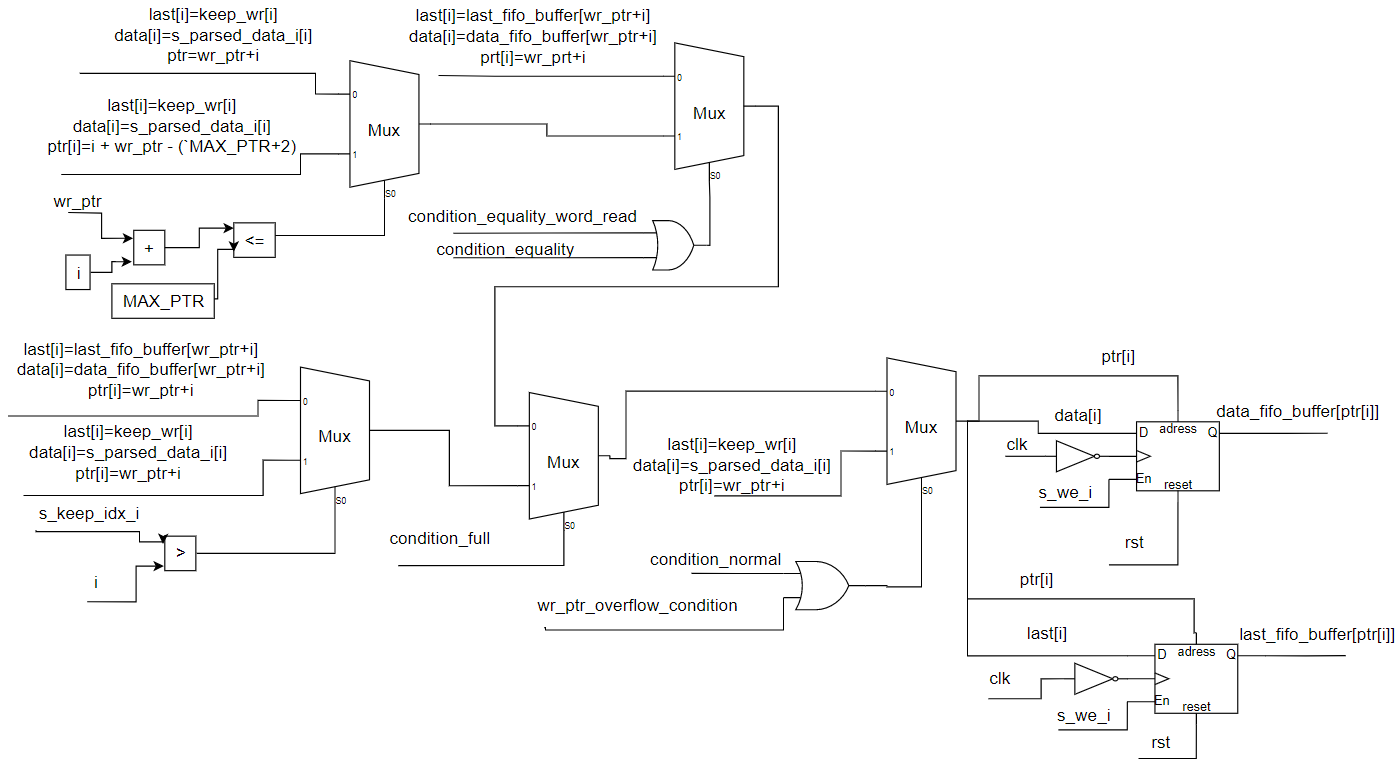 last[i]=keep_wr[i]
data[i]=s_parsed_data_i[i]
ptr=wr_ptr+i
last[i]=last_fifo_buffer[wr_ptr+i]
data[i]=data_fifo_buffer[wr_ptr+i]
prt[i]=wr_prt+i
0
Mux
1
S0
last[i]=keep_wr[i]
data[i]=s_parsed_data_i[i]
ptr[i]=i + wr_ptr - (`MAX_PTR+2)
0
Mux
1
S0
wr_ptr
+
<=
i
MAX_PTR
condition_equality_word_read
condition_equality
last[i]=last_fifo_buffer[wr_ptr+i]
data[i]=data_fifo_buffer[wr_ptr+i]
ptr[i]=wr_ptr+i
last[i]=keep_wr[i]
data[i]=s_parsed_data_i[i]
ptr[i]=wr_ptr+i
0
Mux
1
S0
s_keep_idx_i
>
i
0
Mux
1
S0
condition_full
last[i]=keep_wr[i]
data[i]=s_parsed_data_i[i]
ptr[i]=wr_ptr+i
0
Mux
1
S0
condition_normal
wr_ptr_overflow_condition
ptr[i]
data[i]
data_fifo_buffer[ptr[i]]
D
adress
Q
clk
En
reset
s_we_i
rst
ptr[i]
last[i]
last_fifo_buffer[ptr[i]]
D
adress
Q
clk
En
reset
s_we_i
rst